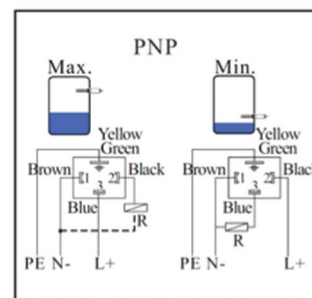 PNP
Max. Min.
Yellow Yellow
Green Green
Brown Black Brown Black
1 2 1 2
3 3
Blue Blue
R R
PE N- L+ PE N- L+